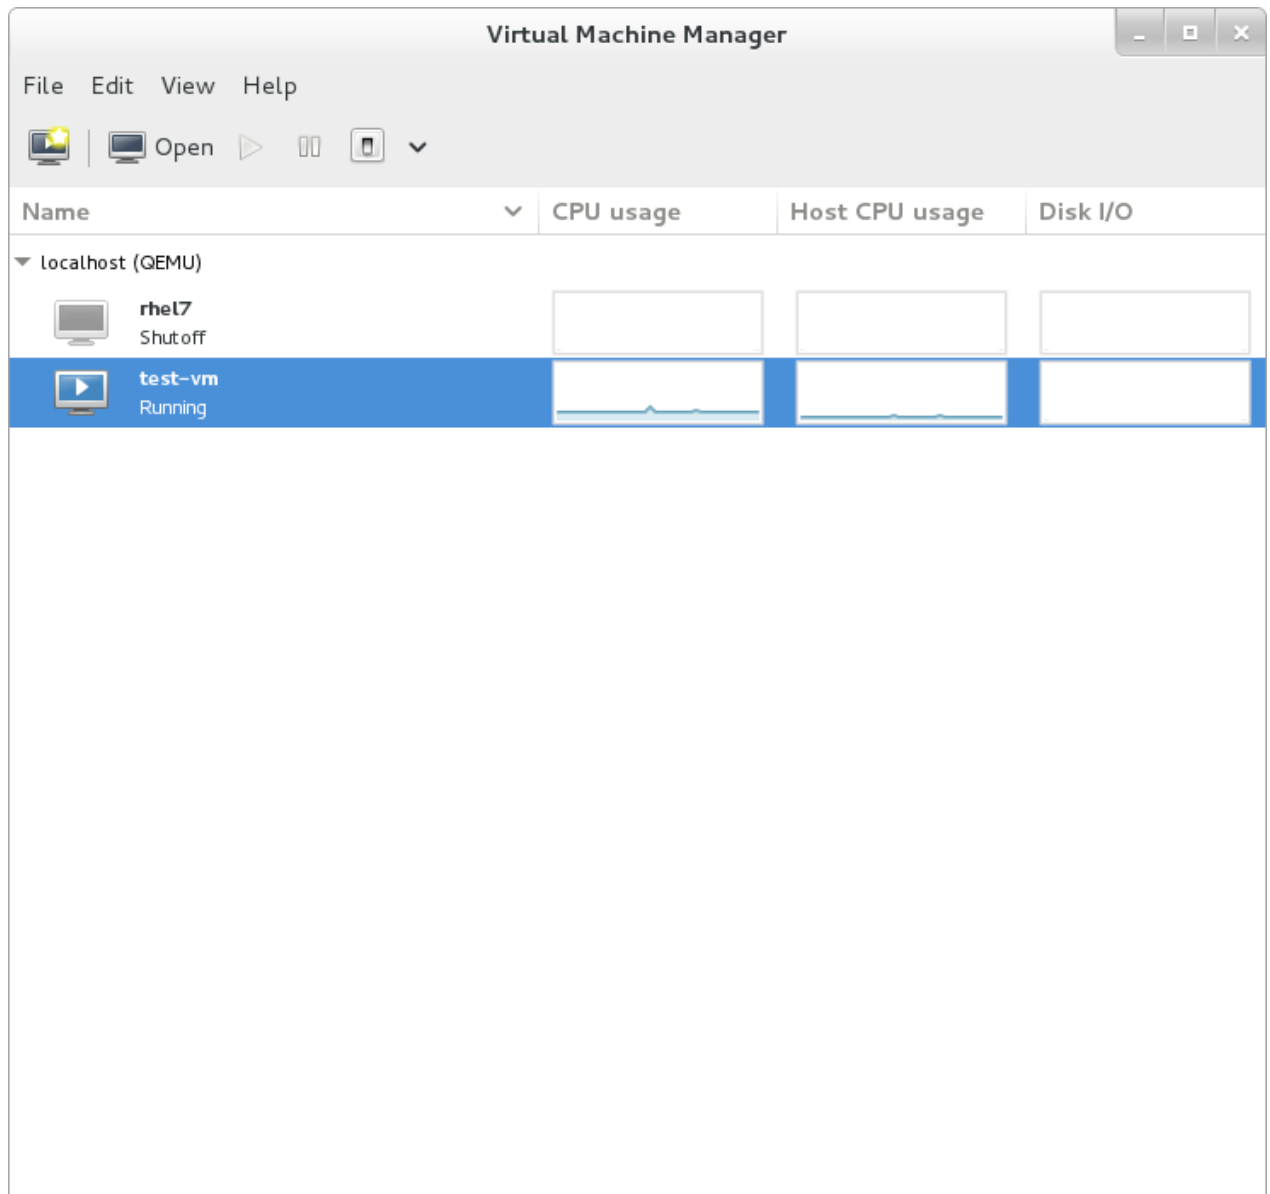 Virtual Machine Manager
File Edit View Help
Open
Name CPU usage Host CPU usage Disk I/O
localhost (QEMU)
rhel7
Shutoff
test-vm
Running